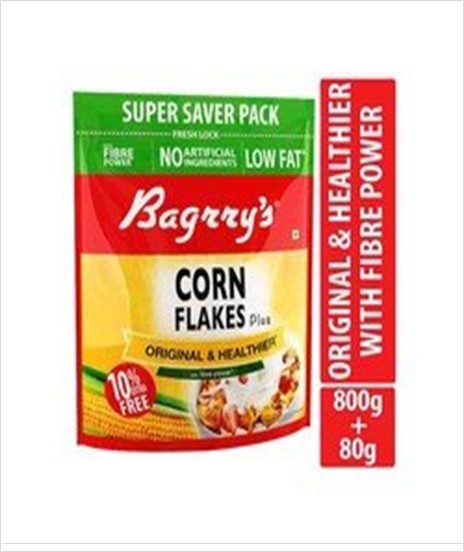 SUPER SAVER PACK
FRESH LOCK
FIBRE
POWER
NO ARTIFICIAL
INGREDIENTS
LOW FAT
Bagrry's
CORN
FLAKES Plus
ORIGINAL & HEALTHIER
10%
FREE
ORIGINAL & HEALTHIER
WITH FIBRE POWER
800g
+
80g